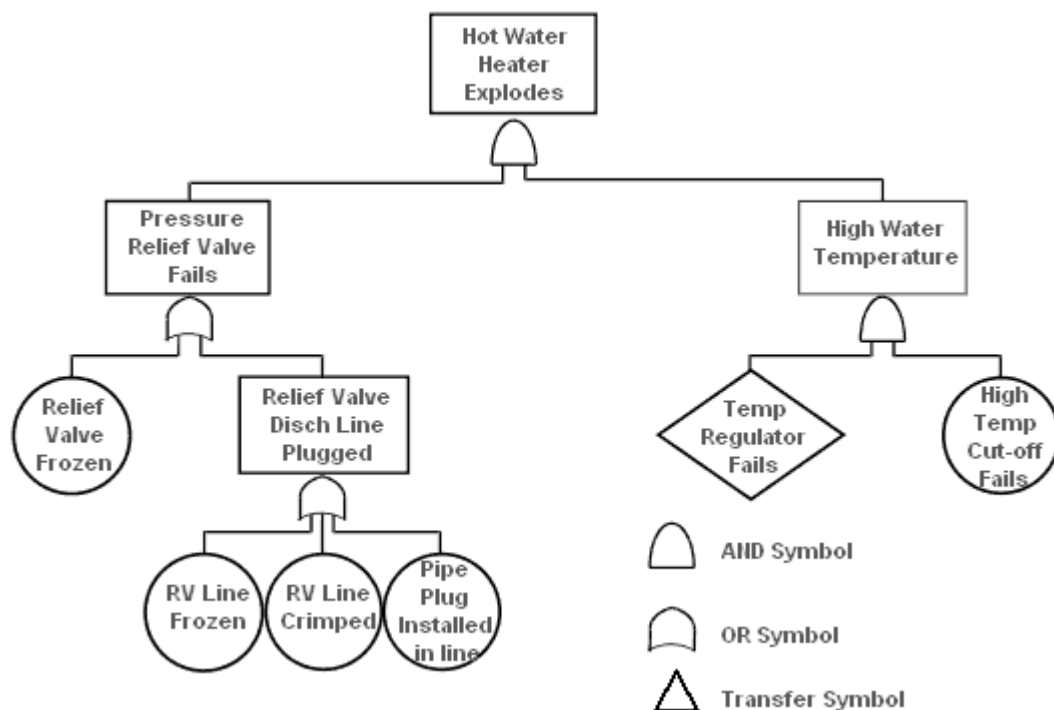 Hot Water
Heater
Explodes
Pressure
Relief Valve
Fails
High Water
Temperature
Relief
Valve
Frozen
Relief Valve
Disch Line
Plugged
Temp
Regulator
Fails
High
Temp
Cut-off
Fails
RV Line
Frozen
RV Line
Crimped
Pipe
Plug
Installed
in line
AND Symbol
OR Symbol
Transfer Symbol